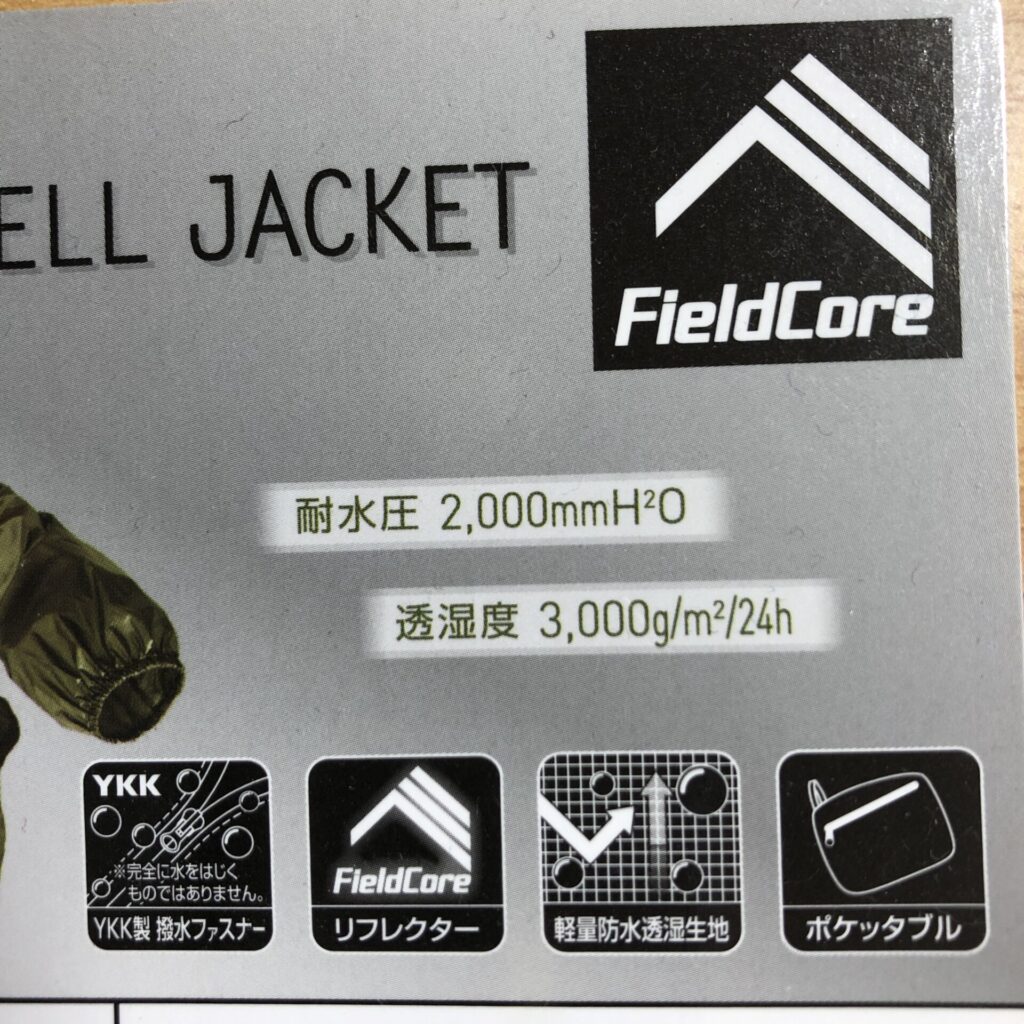 ELL JACKET
FieldCore
耐水圧 2,000mmH²O
透湿度 3,000g/m²/24h
YKK
※完全に水をはじく
ものではありません。
YKK製 撥水ファスナー
FieldCore
リフレクター
軽量防水透湿生地
ポケッタブル